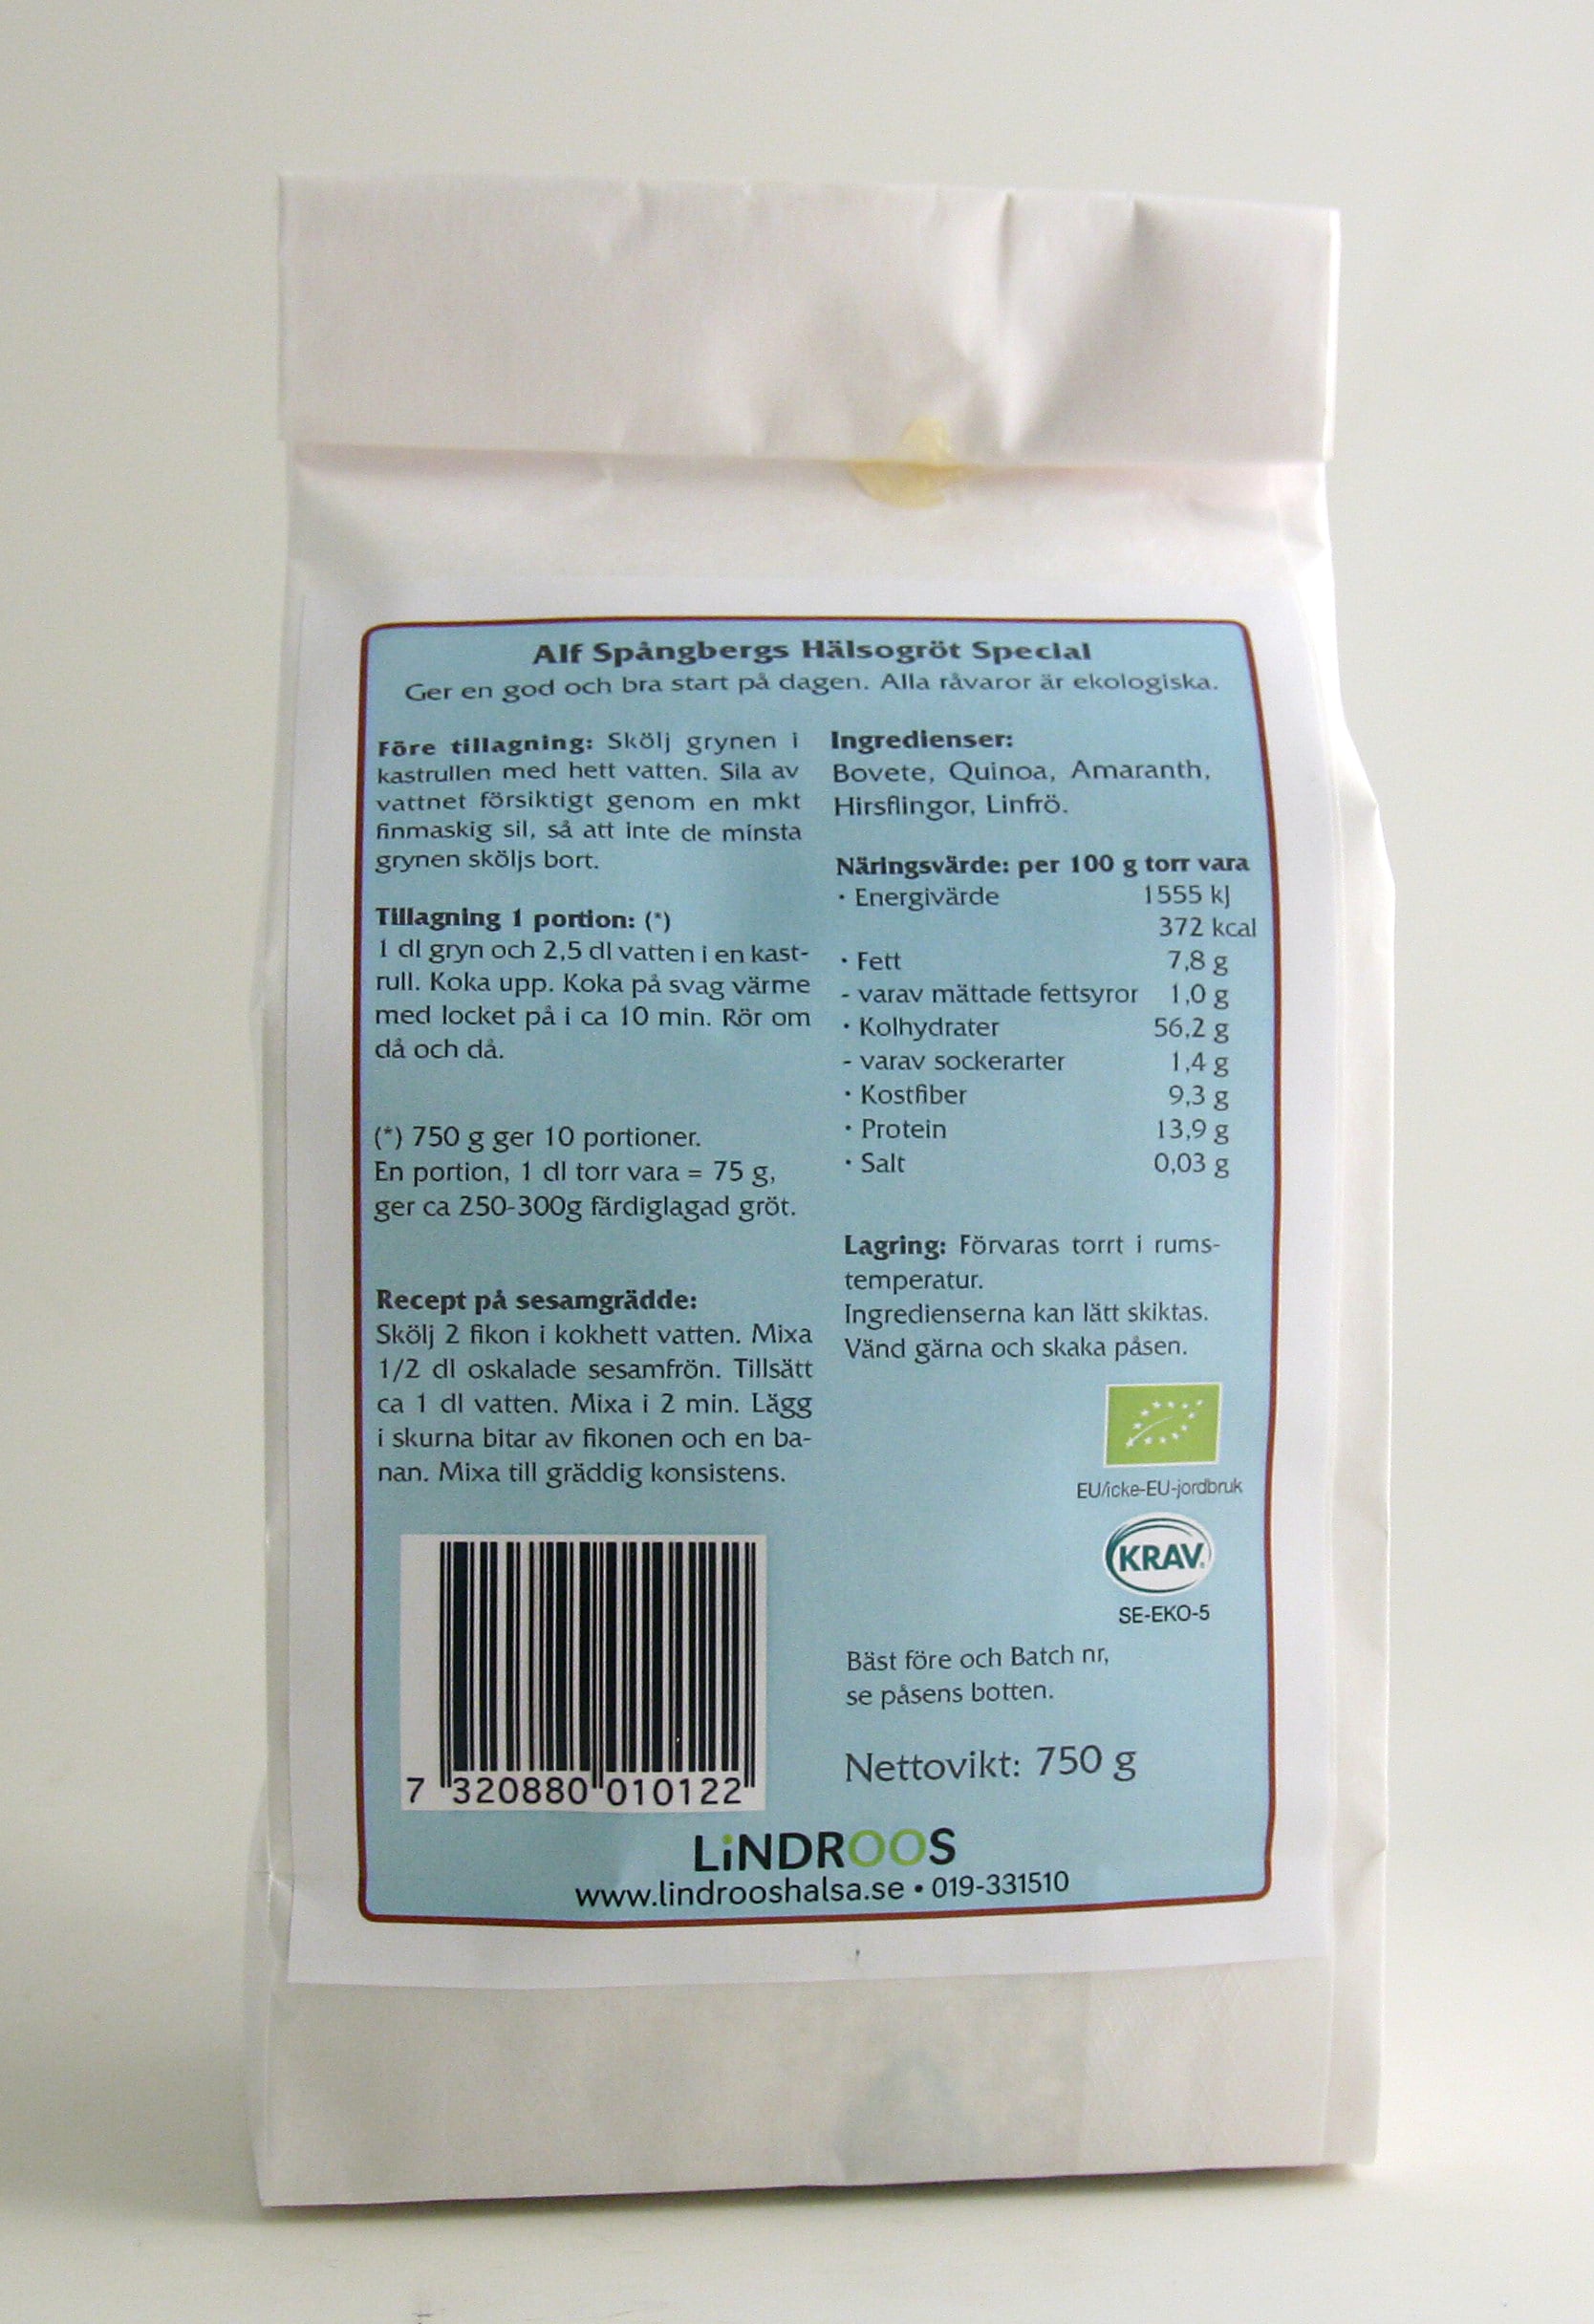 Alf Spångbergs Hälsogröt Special
Ger en god och bra start på dagen. Alla råvaror är ekologiska.
Före tillagning: Skölj grynen i
kastrullen med hett vatten. Sila av
vattnet försiktigt genom en mkt
finmaskig sil, så att inte de minsta
grynen sköljs bort.
Tillagning 1 portion: (*)
1 dl gryn och 2,5 dl vatten i en kast-
rull. Koka upp. Koka på svag värme
med locket på i ca 10 min. Rör om
då och då.
(*) 750 g ger 10 portioner.
En portion, 1 dl torr vara = 75 g,
ger ca 250-300g färdiglagad gröt.
Recept på sesamgrädde:
Skölj 2 fikon i kokhett vatten. Mixa
1/2 dl oskalade sesamfrön. Tillsätt
ca 1 dl vatten. Mixa i 2 min. Lägg
i skurna bitar av fikonen och en ba-
nan. Mixa till gräddig konsistens.
7 320880 010122
Ingredienser:
Bovete, Quinoa, Amaranth,
Hirsflingor, Linfrö.
Näringsvärde: per 100 g torr vara
· Energivärde 1555 kJ
372 kcal
· Fett 7,8 g
- varav mättade fettsyror 1,0 g
· Kolhydrater 56,2 g
- varav sockerarter 1,4 g
· Kostfiber 9,3 g
· Protein 13,9 g
· Salt 0,03 g
Lagring: Förvaras torrt i rums-
temperatur.
Ingredienserna kan lätt skiktas.
Vänd gärna och skaka påsen.
EU/icke-EU-jordbruk
KRAV
SE-EKO-5
Bäst före och Batch nr,
se påsens botten.
Nettovikt: 750 g
LiNDROOS
www.lindrooshalsa.se • 019-331510